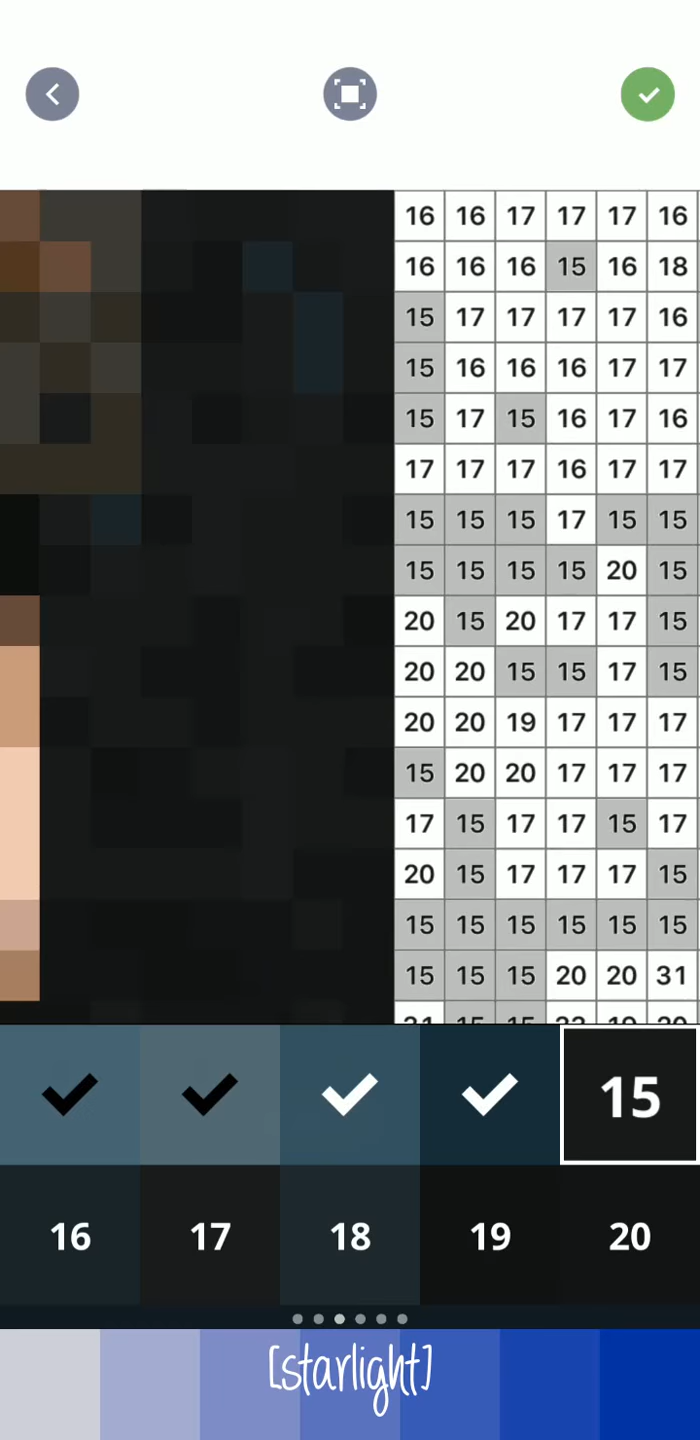 16 16 17 17 17 16
16 16 16 15 16 18
15 17 17 17 17 16
15 16 16 16 17 17
15 17 15 16 17 16
17 17 17 16 17 17
15 15 15 17 15 15
15 15 15 15 20 15
20 15 20 17 17 15
20 20 15 15 17 15
20 20 19 17 17 17
15 20 20 17 17 17
17 15 17 17 15 17
20 15 17 17 17 15
15 15 15 15 15 15
15 15 15 20 20 31
15
16 17 18 19 20
[starlight]